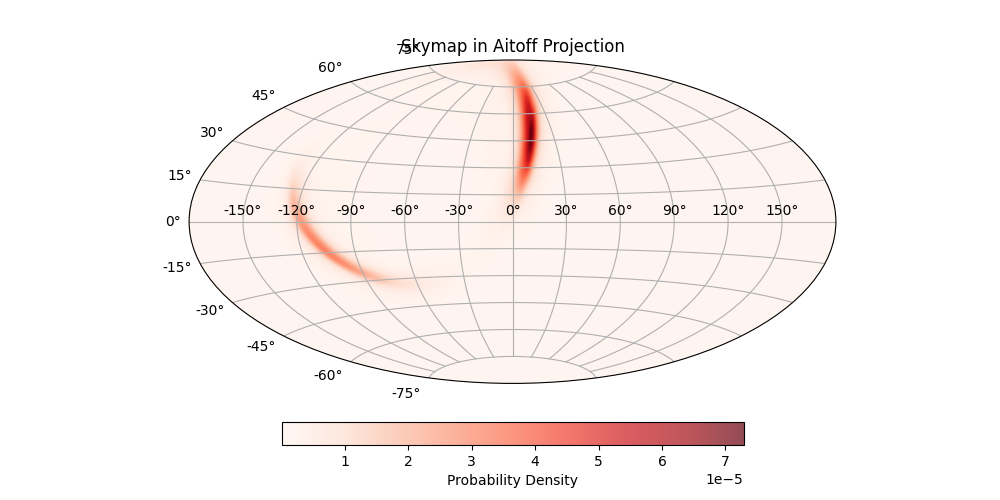 Skymap in Aitoff Projection
75°
60°
45°
30°
15°
-150° -120° -90° -60° -30° 0° 30° 60° 90° 120° 150°
0°
-15°
-30°
-45°
-60°
-75°
1 2 3 4 5 6 7
1e−5
Probability Density